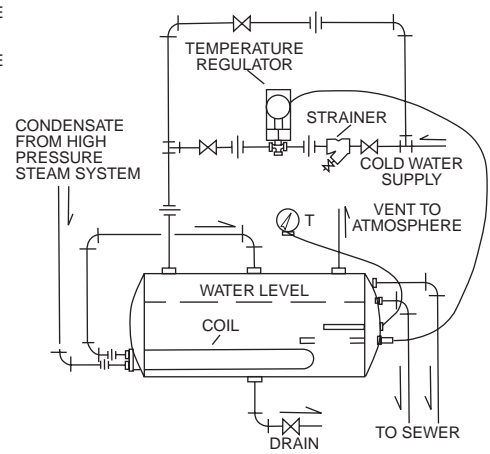 E
E
TEMPERATURE
REGULATOR
STRAINER
CONDENSATE
FROM HIGH
PRESSURE
STEAM SYSTEM
COLD WATER
SUPPLY
T
VENT TO
ATMOSPHERE
WATER LEVEL
COIL
TO SEWER
DRAIN